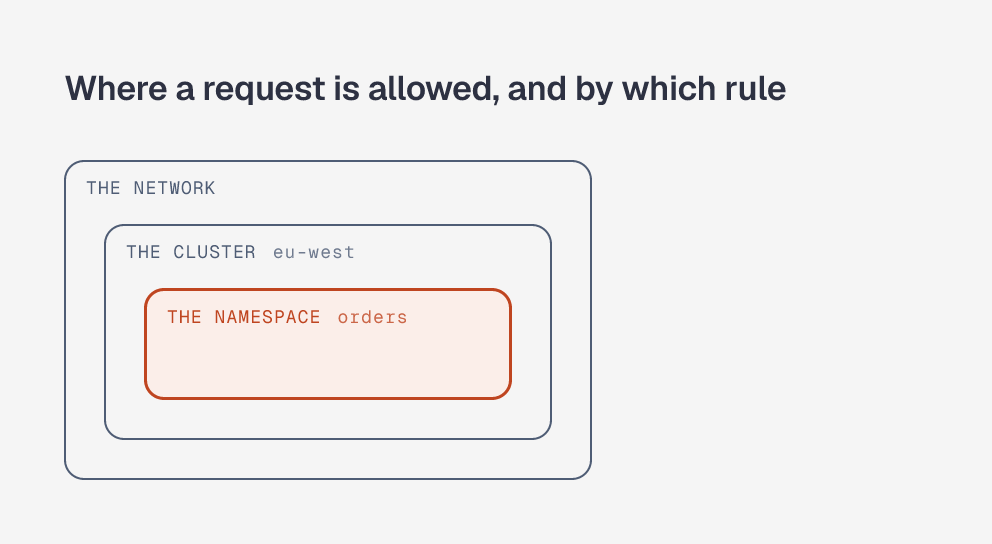 Where a request is allowed, and by which rule
THE NETWORK
THE CLUSTER eu-west
THE NAMESPACE orders